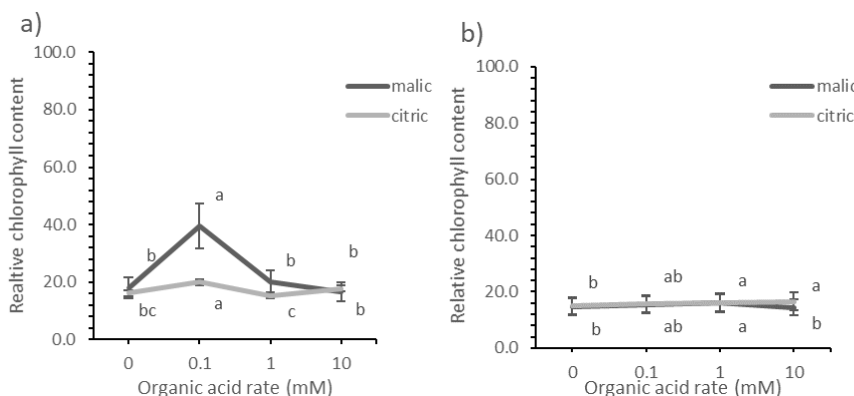 a)
Realtive chlorophyll content
100.0
80.0
60.0
40.0
20.0
0.0
malic
citric
b
a
b
b
bc
a
c
b
0 0.1 1 10
Organic acid rate (mM)
b)
Relative chlorophyll content
100.0
80.0
60.0
40.0
20.0
0.0
malic
citric
b
ab
a
a
b
ab
a
b
0 0.1 1 10
Organic acid rate (mM)